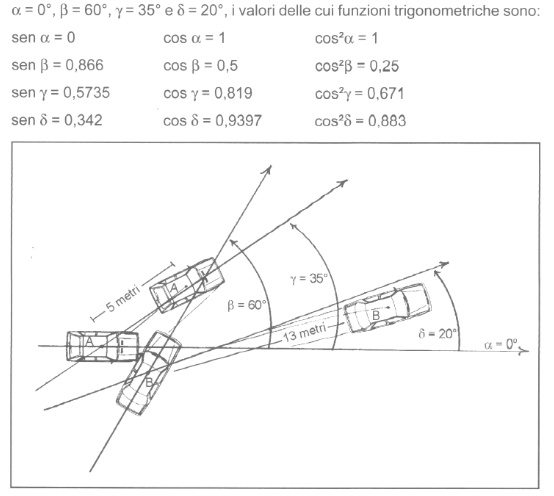 α = 0°, β = 60°, γ = 35° e δ = 20°, i valori delle cui funzioni trigonometriche sono:
sen α = 0 cos α = 1 cos²α = 1
sen β = 0,866 cos β = 0,5 cos²β = 0,25
sen γ = 0,5735 cos γ = 0,819 cos²γ = 0,671
sen δ = 0,342 cos δ = 0,9397 cos²δ = 0,883
A
5 metri
γ = 35°
β = 60°
B
13 metri
δ = 20°
A
α = 0°
B